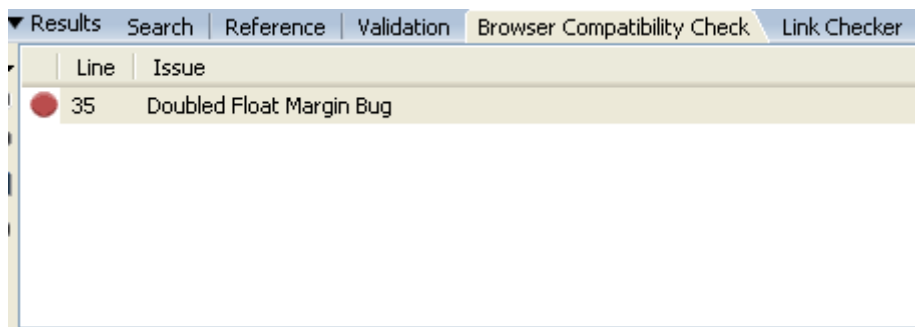 Results Search Reference Validation Browser Compatibility Check Link Checker
Line Issue
35 Doubled Float Margin Bug